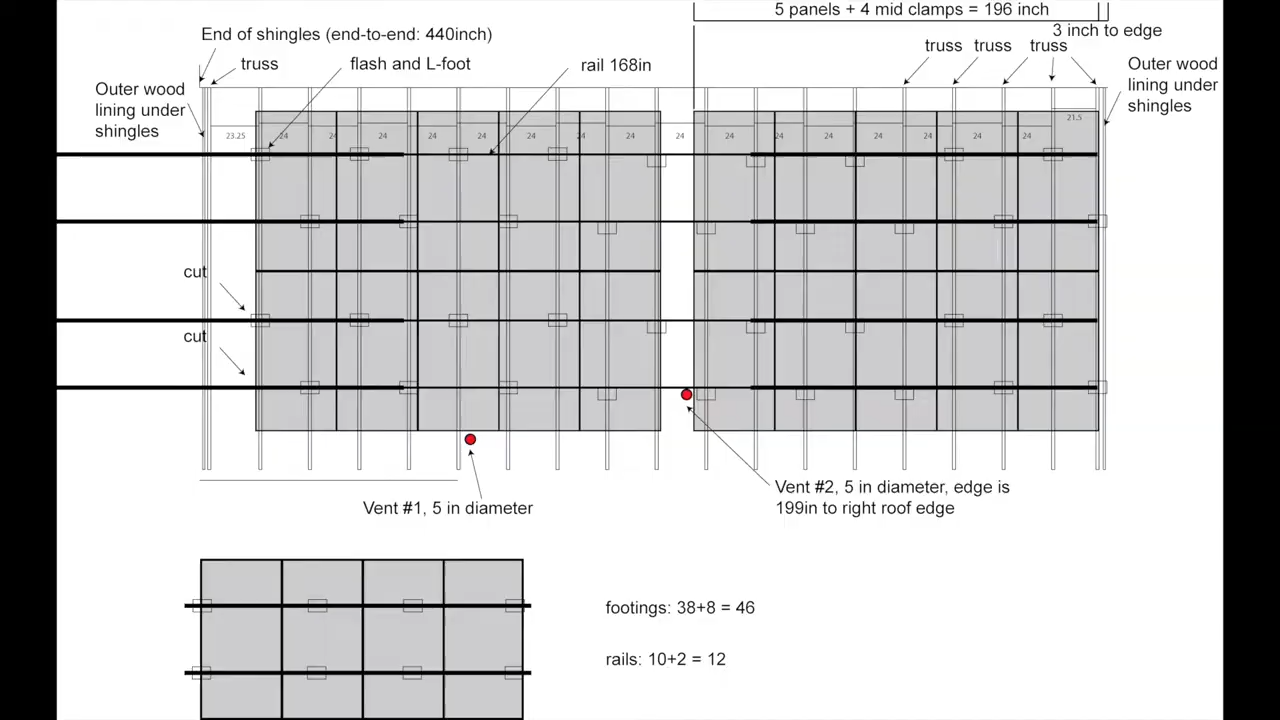 5 panels + 4 mid clamps = 196 inch
3 inch to edge
End of shingles (end-to-end: 440inch)
truss truss truss
truss
flash and L-foot
rail 168in
Outer wood
lining under
shingles
Outer wood
lining under
shingles
21.5
23.25 24 24 24 24 24 24 24 24 24 24 24 24 24 24 24 24
cut
cut
Vent #2, 5 in diameter, edge is
199in to right roof edge
Vent #1, 5 in diameter
footings: 38+8 = 46
rails: 10+2 = 12